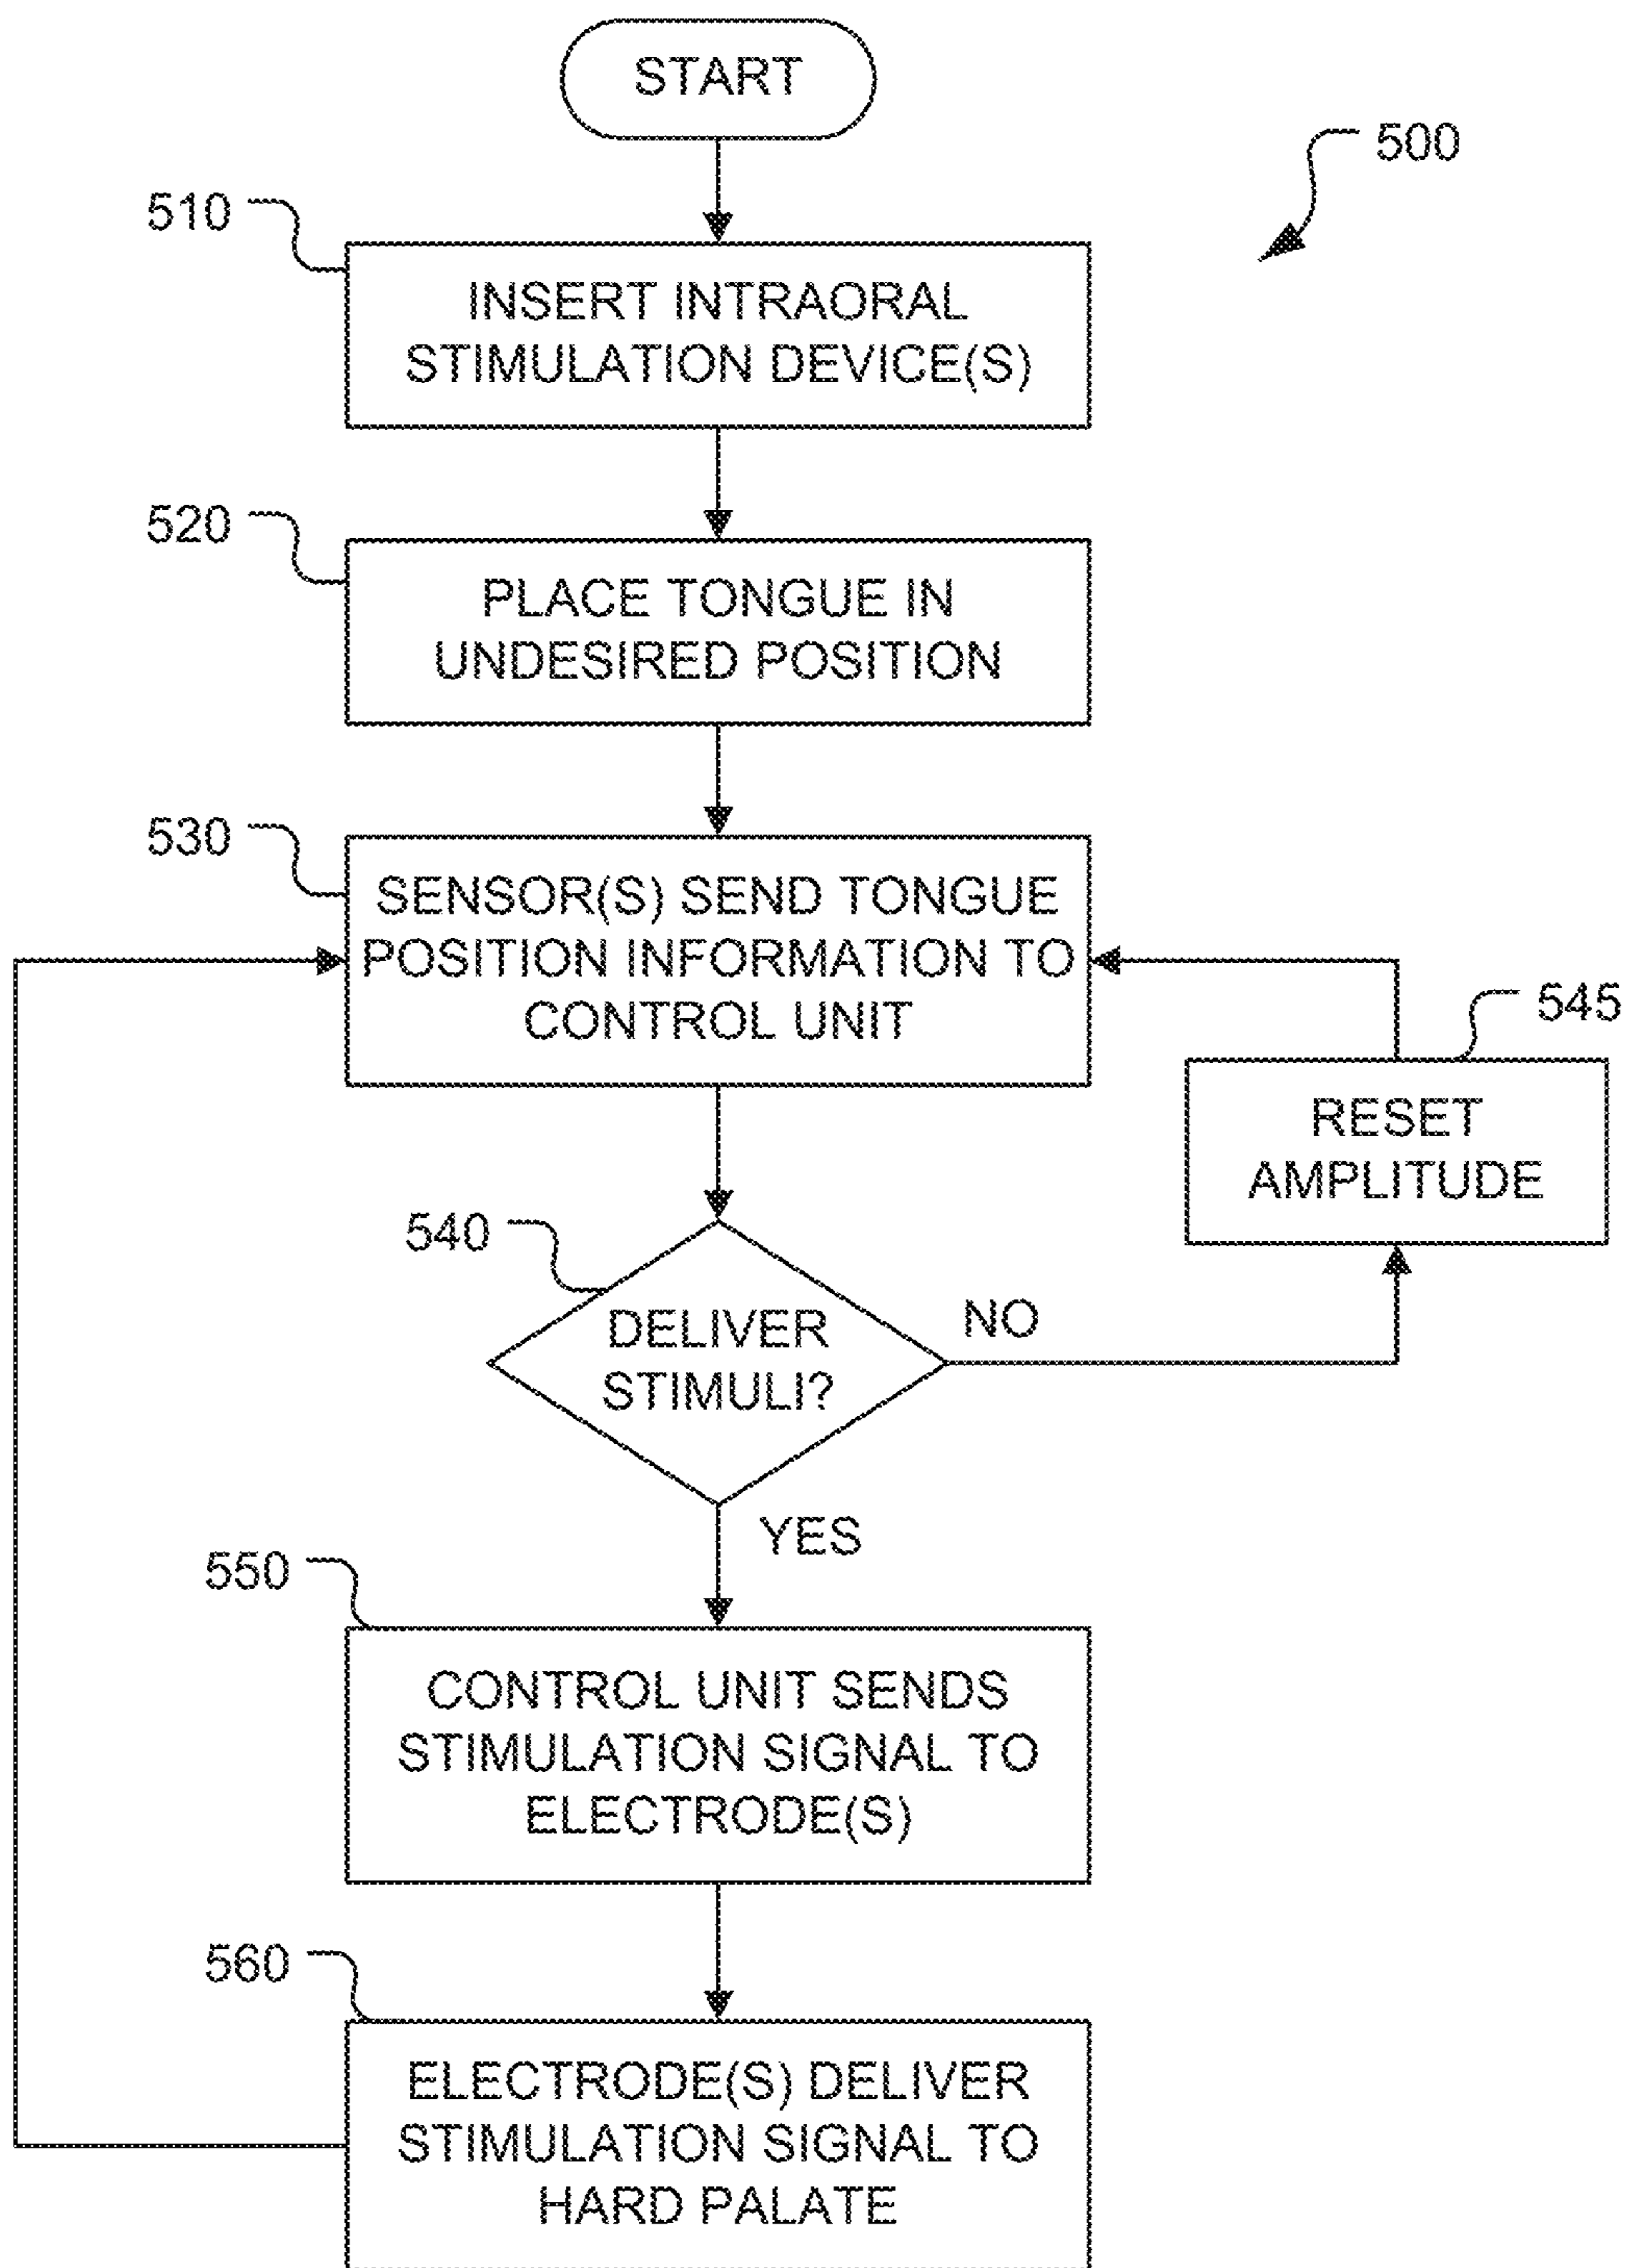 START
500
510
INSERT INTRAORAL
STIMULATION DEVICE(S)
520
PLACE TONGUE IN
UNDESIRED POSITION
530
SENSOR(S) SEND TONGUE
POSITION INFORMATION TO
CONTROL UNIT
545
RESET
AMPLITUDE
540
DELIVER
STIMULI?
NO
YES
550
CONTROL UNIT SENDS
STIMULATION SIGNAL TO
ELECTRODE(S)
560
ELECTRODE(S) DELIVER
STIMULATION SIGNAL TO
HARD PALATE